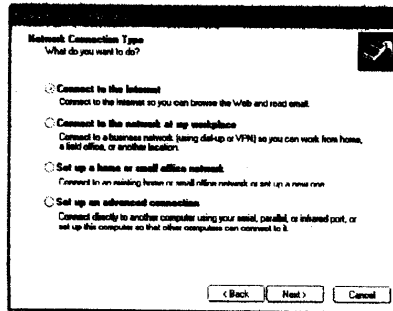 Network Connection Type
What do you want to do?
Connect to the Internet
Connect to the Internet so you can browse the Web and read email.
Connect to the network at my workplace
Connect to a business network (using dial-up or VPN) so you can work from home,
a field office, or another location.
Set up a home or small office network
Connect to an existing home or small office network or set up a new one.
Set up an advanced connection
Connect directly to another computer using your serial, parallel, or infrared port, or
set up this computer so that other computers can connect to it.
< Back
Next >
Cancel